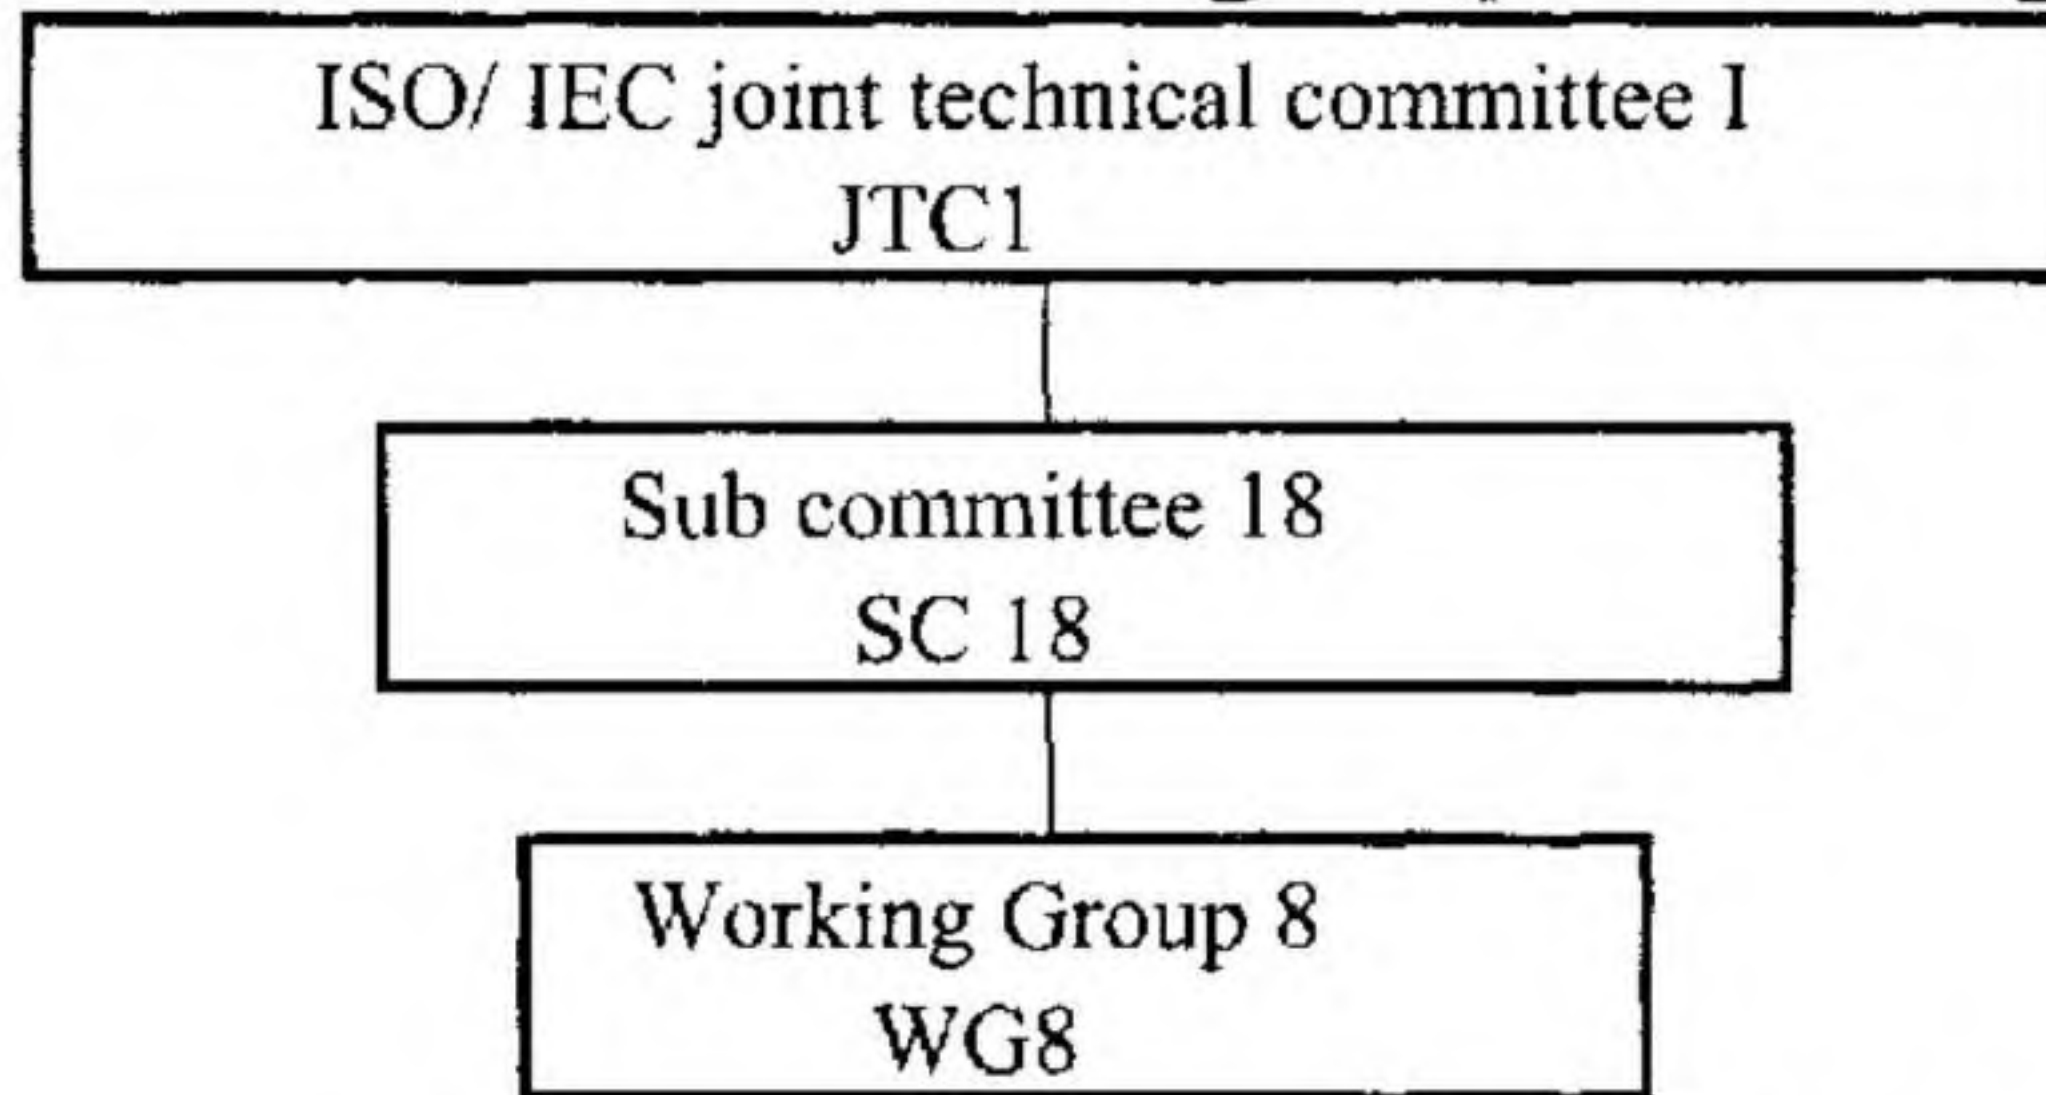 ISO/ IEC joint technical committee I
JTC1
Sub committee 18
SC 18
Working Group 8
WG8